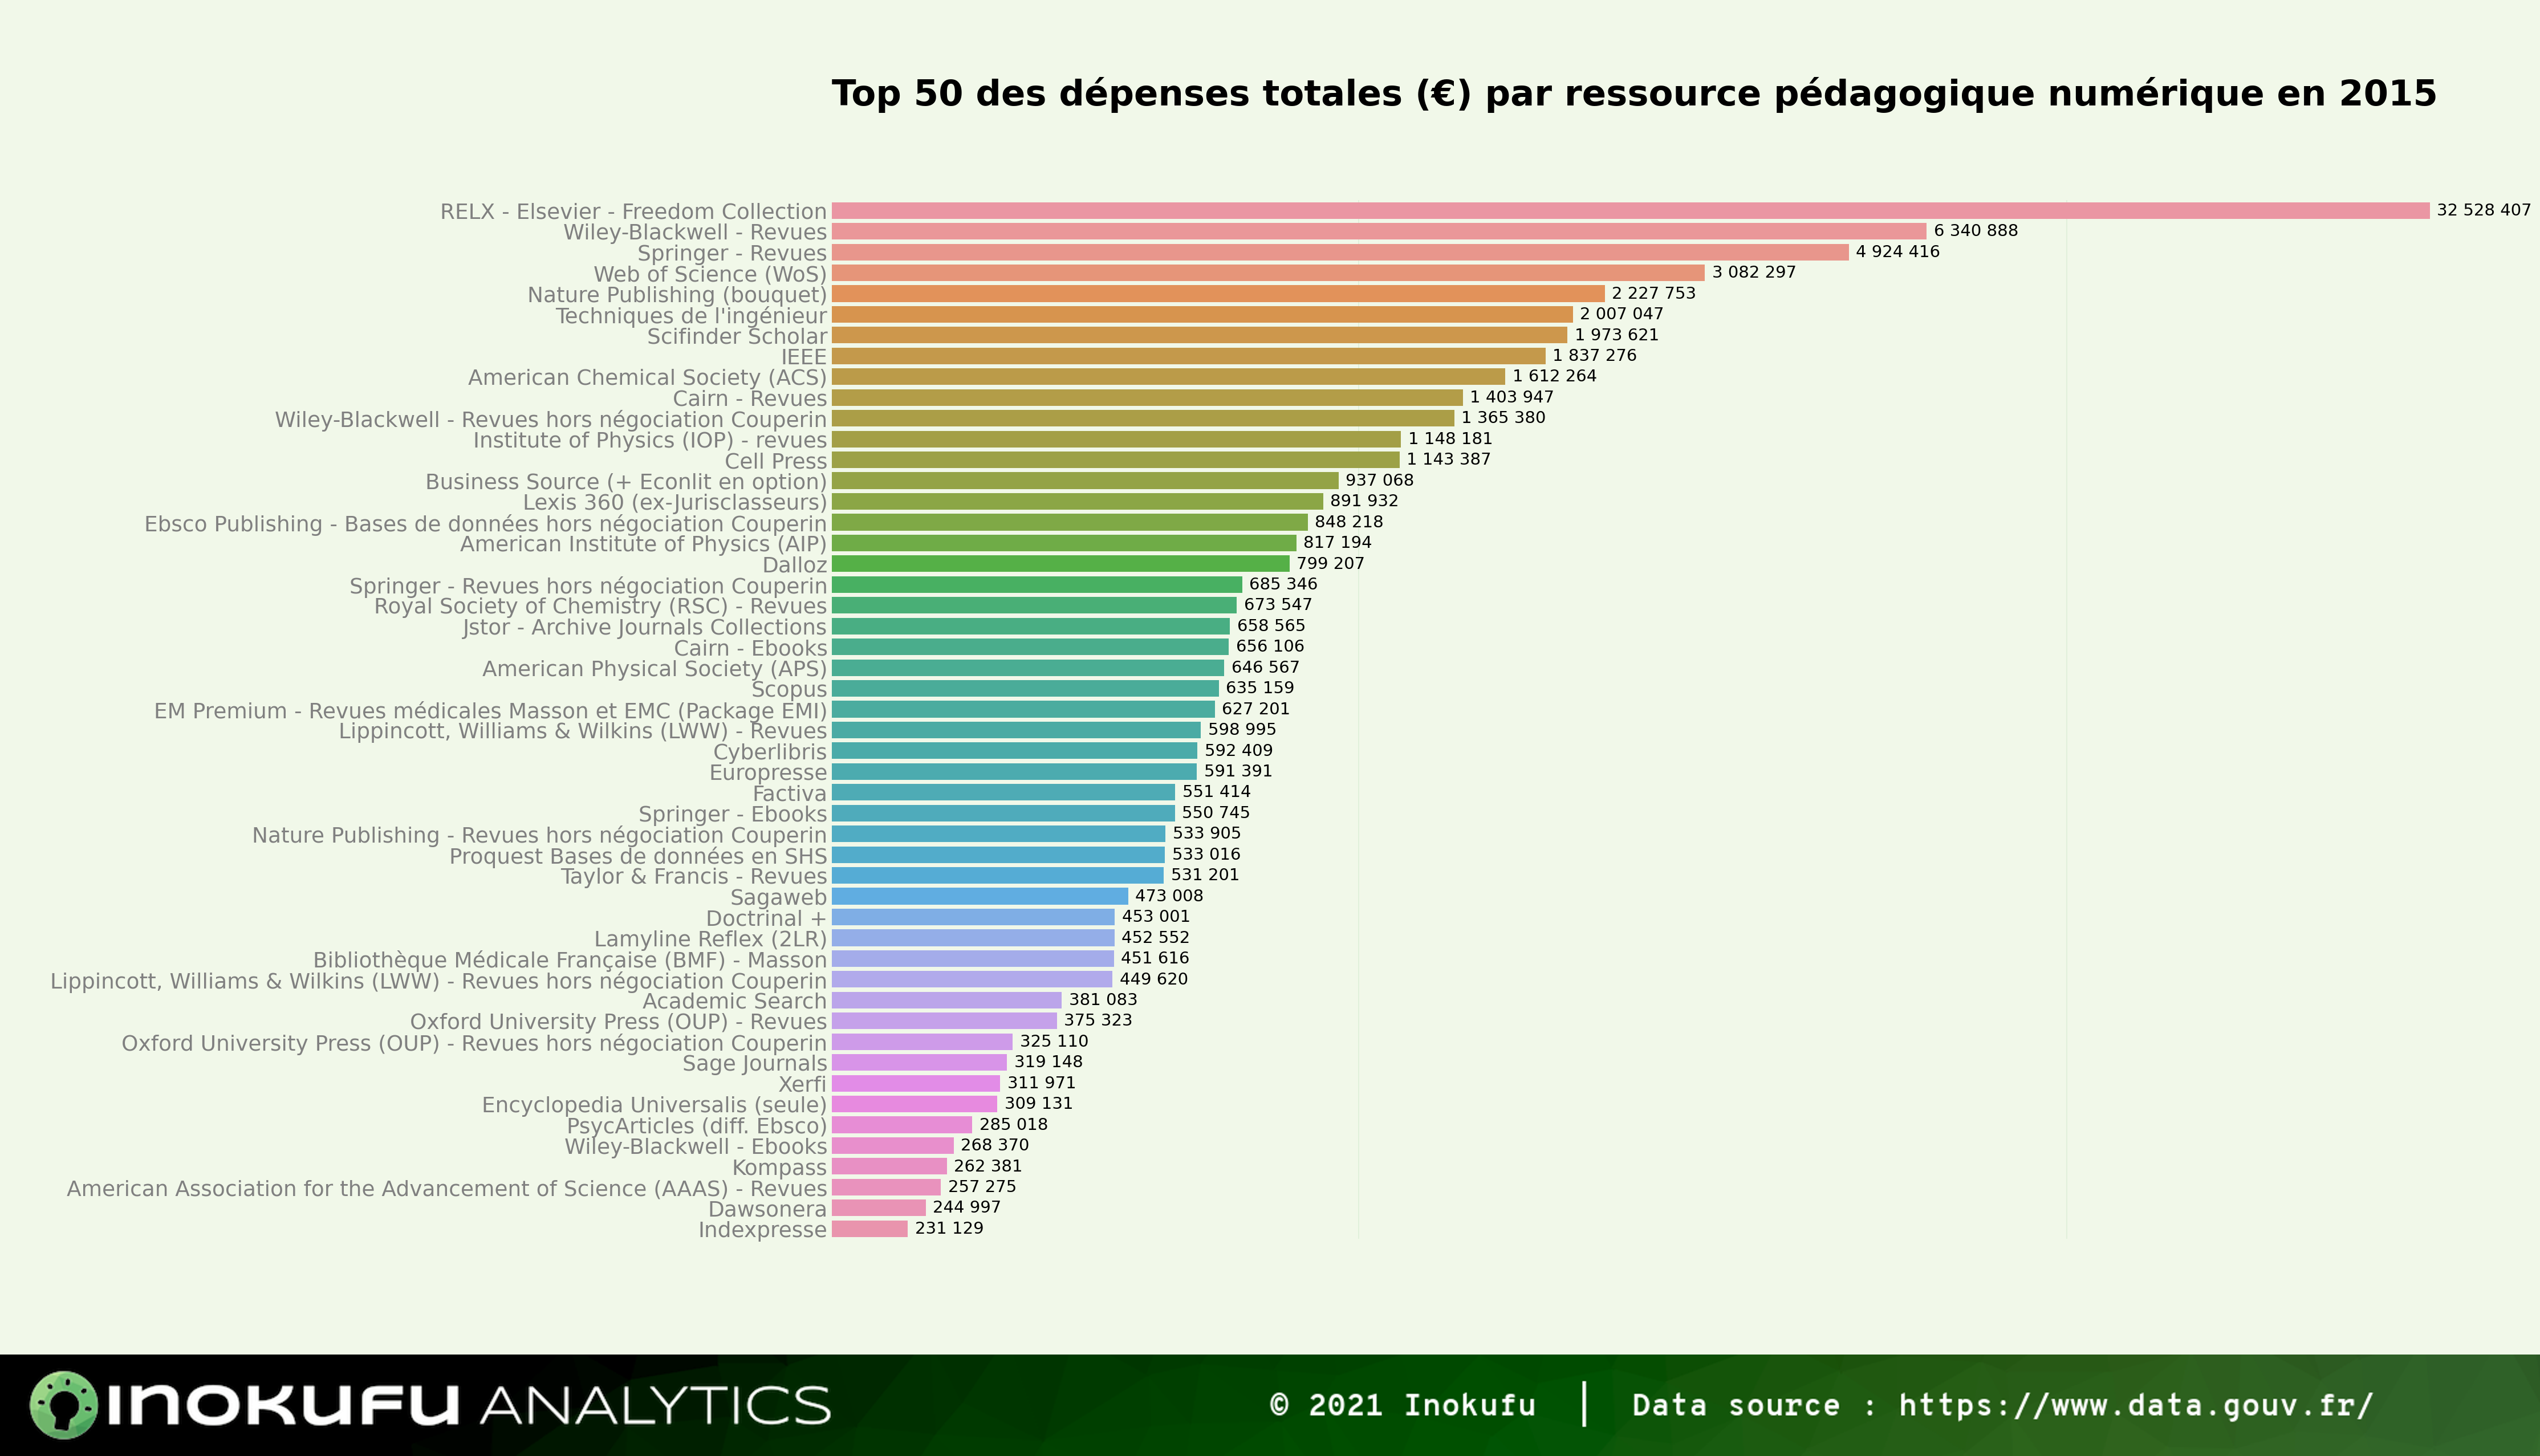 Top 50 des dépenses totales (€) par ressource pédagogique numérique en 2015
RELX - Elsevier - Freedom Collection 32 528 407
Wiley-Blackwell - Revues 6 340 888
Springer - Revues 4 924 416
Web of Science (WoS) 3 082 297
Nature Publishing (bouquet) 2 227 753
Techniques de l'ingénieur 2 007 047
Scifinder Scholar 1 973 621
IEEE 1 837 276
American Chemical Society (ACS) 1 612 264
Cairn - Revues 1 403 947
Wiley-Blackwell - Revues hors négociation Couperin 1 365 380
Institute of Physics (IOP) - revues 1 148 181
Cell Press 1 143 387
Business Source (+ Econlit en option) 937 068
Lexis 360 (ex-Jurisclasseurs) 891 932
Ebsco Publishing - Bases de données hors négociation Couperin 848 218
American Institute of Physics (AIP) 817 194
Dalloz 799 207
Springer - Revues hors négociation Couperin 685 346
Royal Society of Chemistry (RSC) - Revues 673 547
Jstor - Archive Journals Collections 658 565
Cairn - Ebooks 656 106
American Physical Society (APS) 646 567
Scopus 635 159
EM Premium - Revues médicales Masson et EMC (Package EMI) 627 201
Lippincott, Williams & Wilkins (LWW) - Revues 598 995
Cyberlibris 592 409
Europresse 591 391
Factiva 551 414
Springer - Ebooks 550 745
Nature Publishing - Revues hors négociation Couperin 533 905
Proquest Bases de données en SHS 533 016
Taylor & Francis - Revues 531 201
Sagaweb 473 008
Doctrinal + 453 001
Lamyline Reflex (2LR) 452 552
Bibliothèque Médicale Française (BMF) - Masson 451 616
Lippincott, Williams & Wilkins (LWW) - Revues hors négociation Couperin 449 620
Academic Search 381 083
Oxford University Press (OUP) - Revues 375 323
Oxford University Press (OUP) - Revues hors négociation Couperin 325 110
Sage Journals 319 148
Xerfi 311 971
Encyclopedia Universalis (seule) 309 131
PsycArticles (diff. Ebsco) 285 018
Wiley-Blackwell - Ebooks 268 370
Kompass 262 381
American Association for the Advancement of Science (AAAS) - Revues 257 275
Dawsonera 244 997
Indexpresse 231 129
INOKUFU ANALYTICS
© 2021 Inokufu | Data source : https://www.data.gouv.fr/